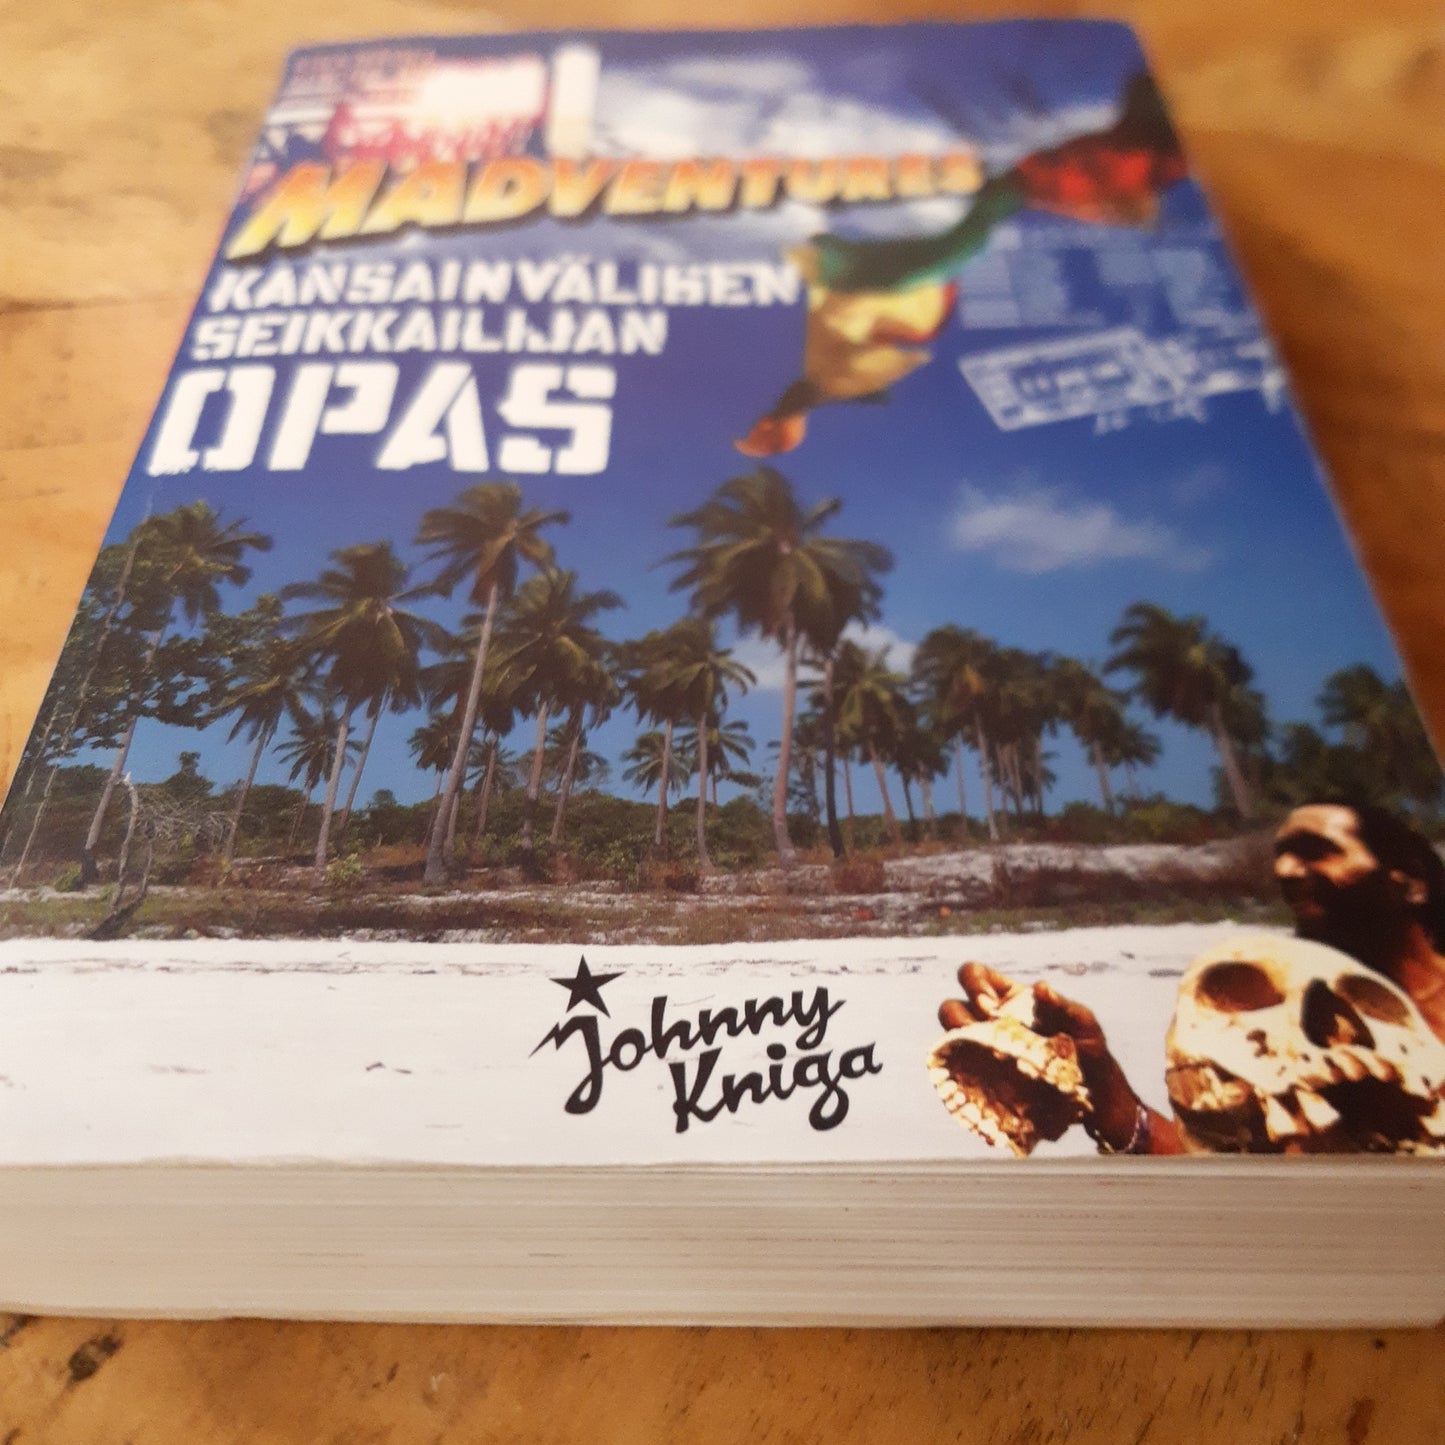 MADVENTURES
KANSAINVÄLISEN
SEIKKAILIJAN
OPAS
Johnny
Kniga